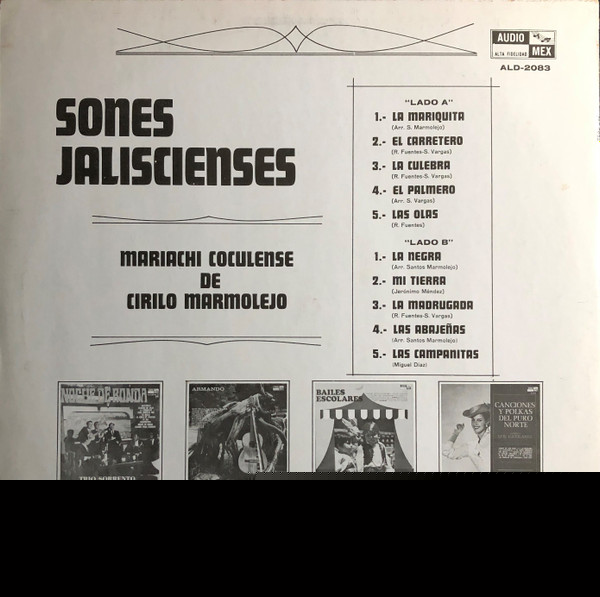 AUDIO
ALTA FIDELIDAD
MEX
ALD-2083
SONES
JALISCIENSES
MARIACHI COCULENSE
DE
CIRILO MARMOLEJO
"LADO A"
1.- LA MARIQUITA
(Arr. S. Marmolejo)
2.- EL CARRETERO
(R. Fuentes-S. Vargas)
3.- LA CULEBRA
(R. Fuentes-S. Vargas)
4.- EL PALMERO
(Arr. S. Vargas)
5.- LAS OLAS
(R. Fuentes)
"LADO B"
1.- LA NEGRA
(Arr. Santos Marmolejo)
2.- MI TIERRA
(Jerónimo Méndez)
3.- LA MADRUGADA
(R. Fuentes-S. Vargas)
4.- LAS ABAJEÑAS
(Arr. Santos Marmolejo)
5.- LAS CAMPANITAS
(Miguel Díaz)
NOCHE DE RONDA
TRIO SORRENTO
ARMANDO
BAILES
ESCOLARES
CANCIONES
Y POLKAS
DEL PURO
NORTE